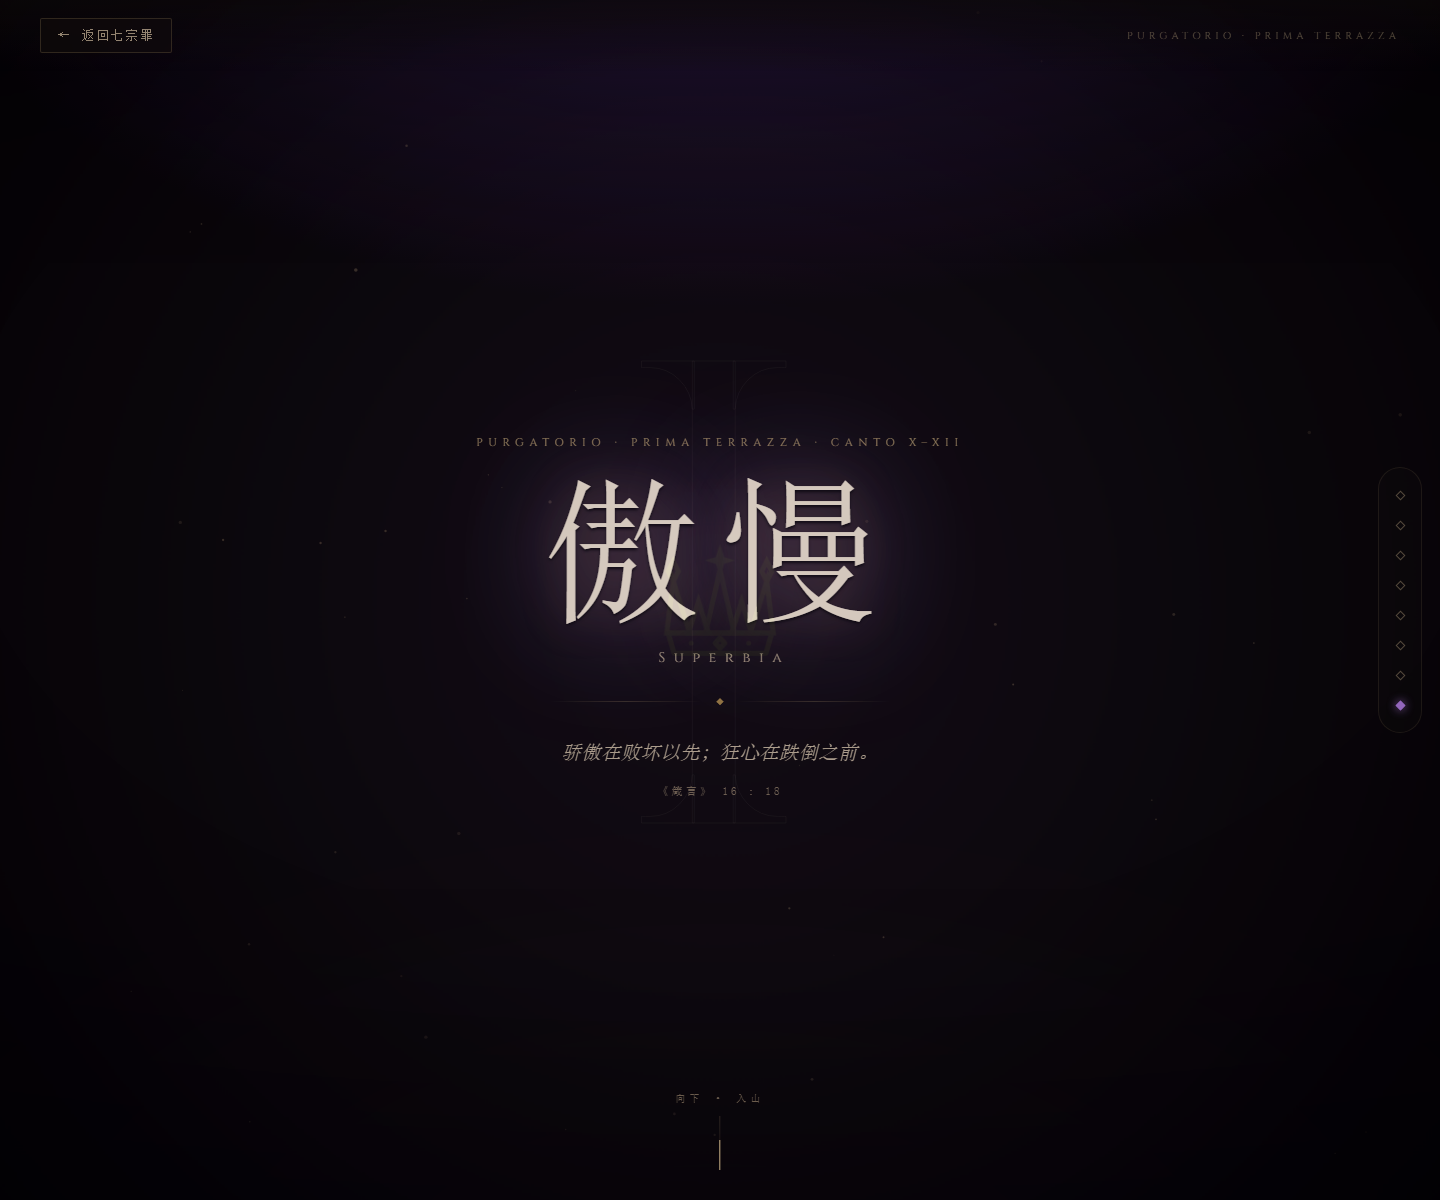 ← 返回七宗罪
PURGATORIO · PRIMA TERRAZZA
PURGATORIO · PRIMA TERRAZZA · CANTO X–XII
I
傲慢
SUPERBIA
骄傲在败坏以先；狂心在跌倒之前。
《箴言》 16 : 18
向下 · 入山